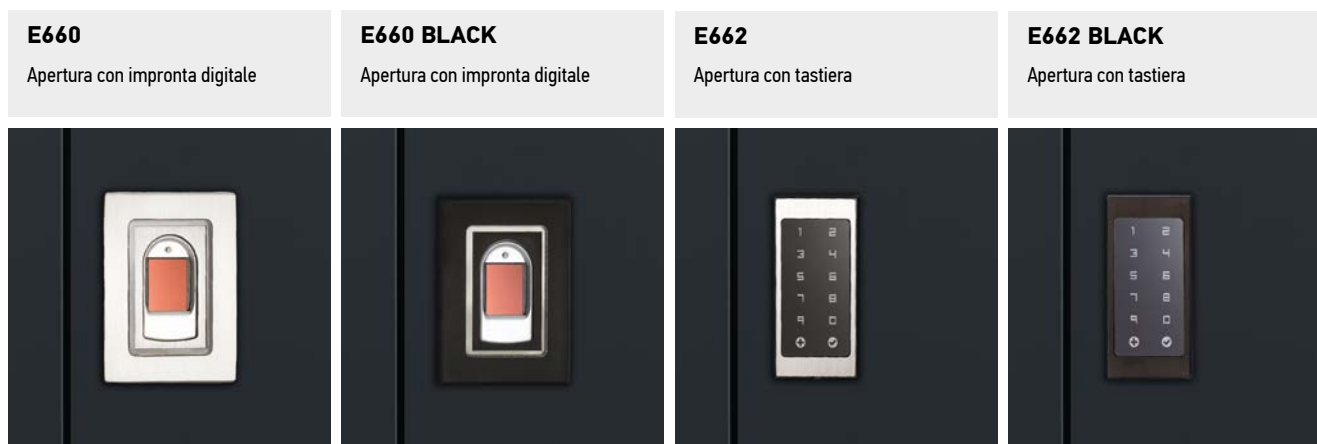 E660
Apertura con impronta digitale
E660 BLACK
Apertura con impronta digitale
E662
Apertura con tastiera
E662 BLACK
Apertura con tastiera
1 2
3 4
5 6
7 8
9 0
1 2
3 4
5 6
7 8
9 0